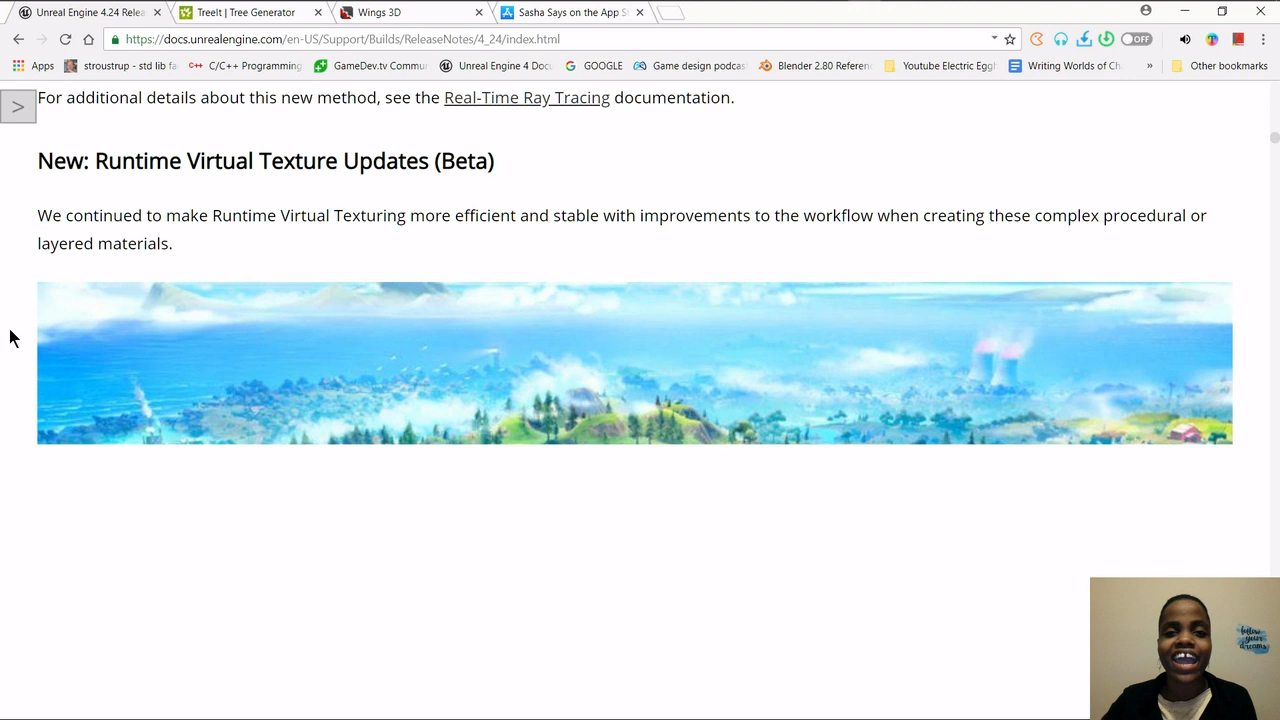 Unreal Engine 4.24 Relea
TreeIt | Tree Generator
Wings 3D
Sasha Says on the App S
https://docs.unrealengine.com/en-US/Support/Builds/ReleaseNotes/4_24/index.html
OFF
Apps
stroustrup - std lib fa
C++
C/C++ Programming
GameDev.tv Commu
Unreal Engine 4 Docu
GOOGLE
Game design podcas
Blender 2.80 Referen
Youtube Electric Eggl
Writing Worlds of Ch
»
Other bookmarks
>
For additional details about this new method, see the Real-Time Ray Tracing documentation.
New: Runtime Virtual Texture Updates (Beta)
We continued to make Runtime Virtual Texturing more efficient and stable with improvements to the workflow when creating these complex procedural or
layered materials.
follow
your
dreams